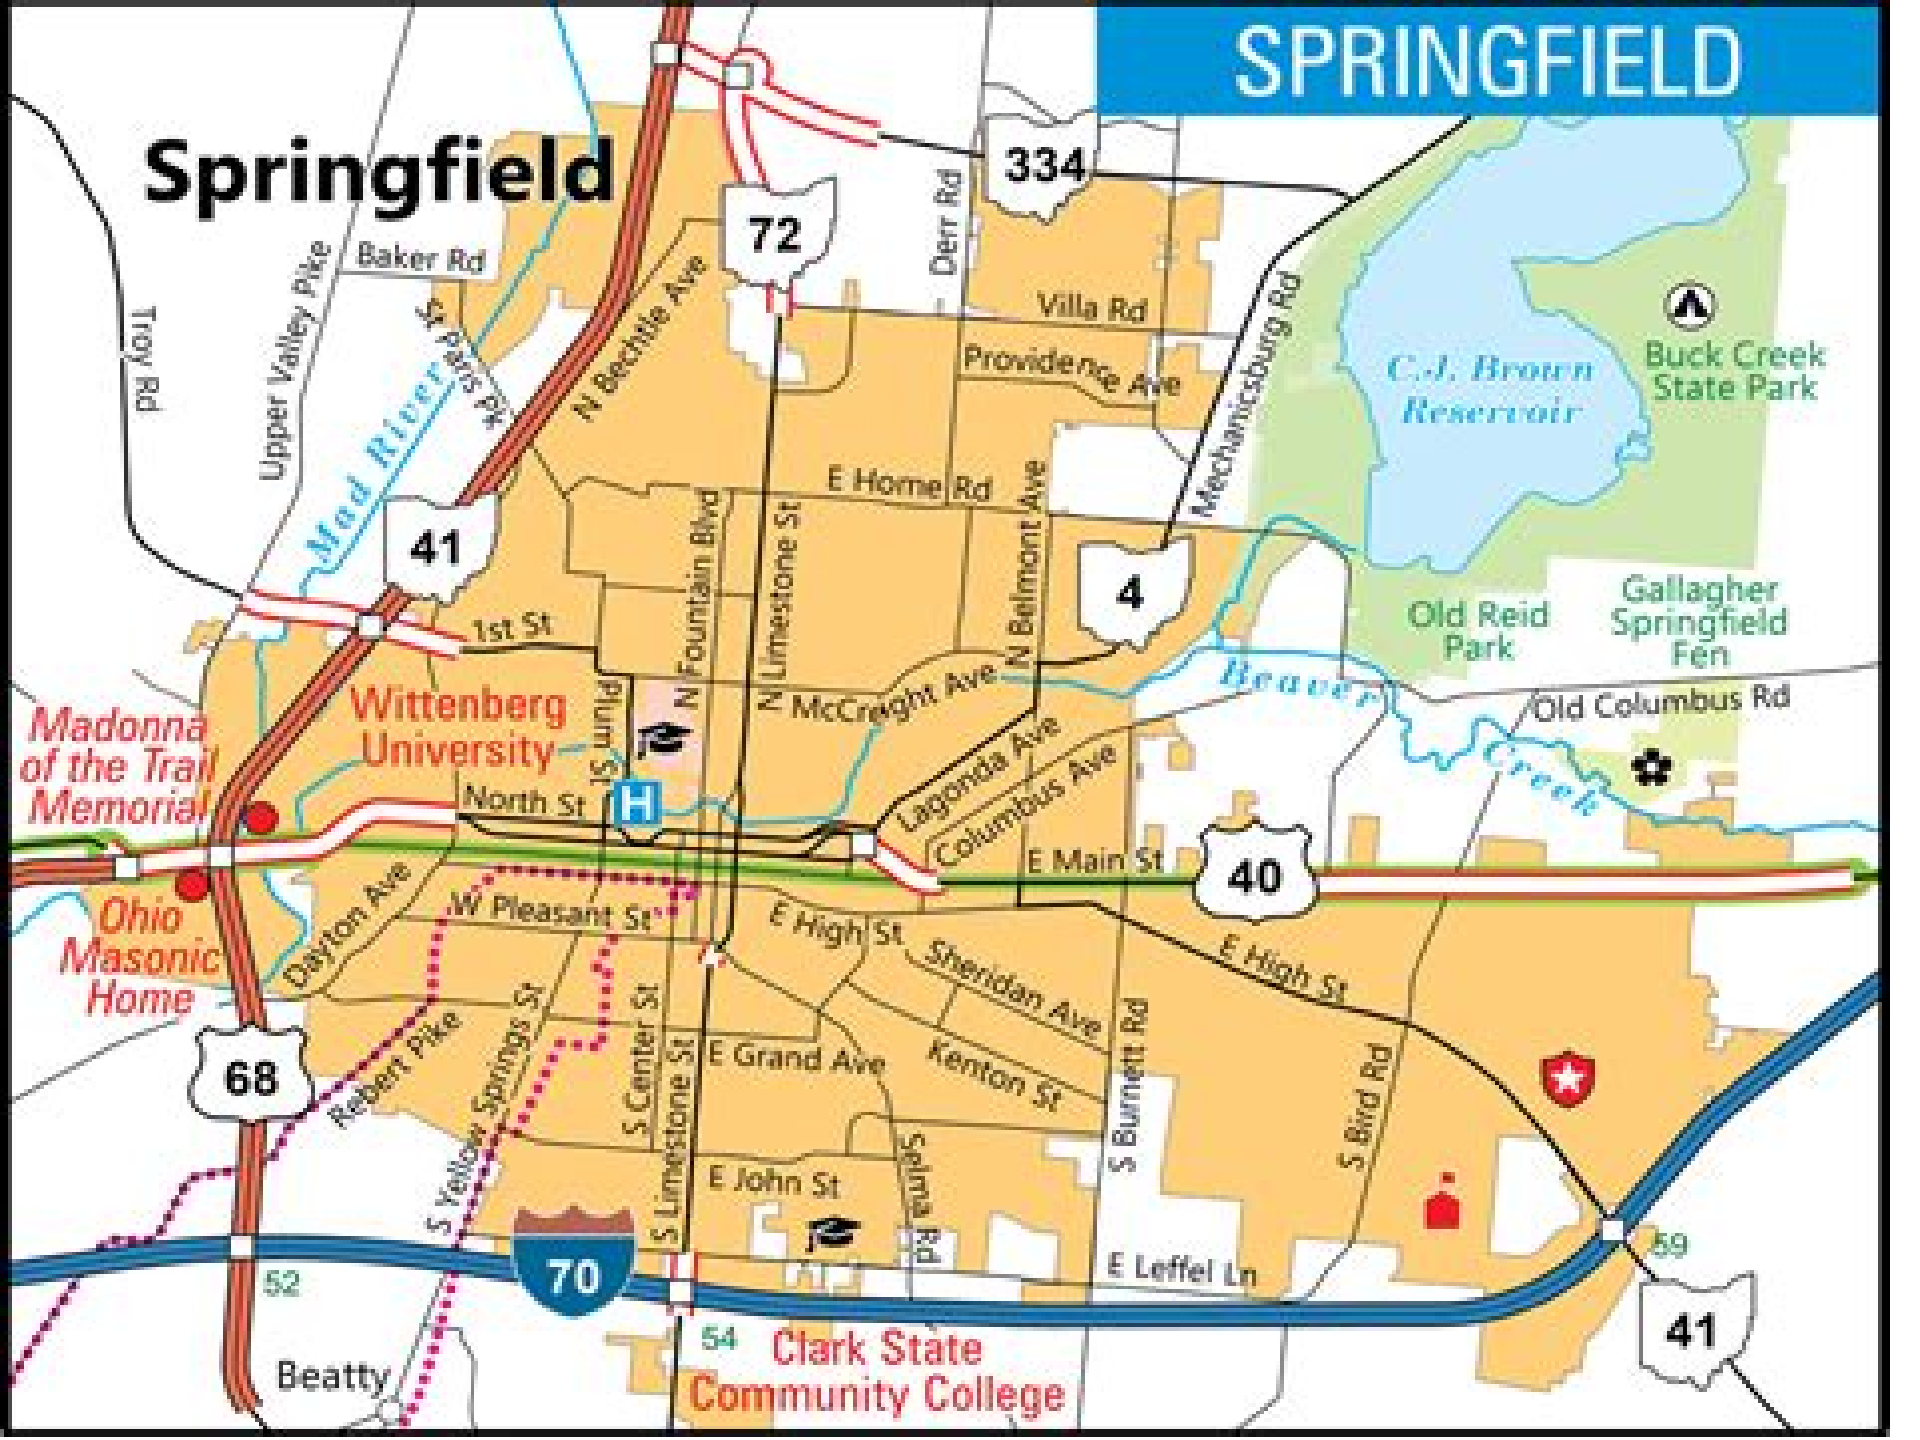 SPRINGFIELD
Springfield
334
72
Derr Rd
Baker Rd
Upper Valley Pike
Troy Rd
St Paris Pk
N Bechtle Ave
Villa Rd
Mechanicsburg Rd
Providence Ave
C.J. Brown
Reservoir
Buck Creek
State Park
Mad River
E Home Rd
41
N Fountain Blvd
N Limestone St
N Belmont Ave
4
Old Reid
Park
Gallagher
Springfield
Fen
1st St
McCreight Ave
Beaver
Creek
Old Columbus Rd
Plum St
Wittenberg
University
Madonna
of the Trail
Memorial
North St
H
Lagonda Ave
Columbus Ave
E Main St
40
Dayton Ave
W Pleasant St
E High St
Sheridan Ave
E High St
Ohio
Masonic
Home
68
Rebert Pike
S Yellow Springs St
S Center St
S Limestone St
E Grand Ave
Kenton St
S Burnett Rd
S Bird Rd
E John St
Selma Rd
E Leffel Ln
70
52
54
59
41
Clark State
Community College
Beatty